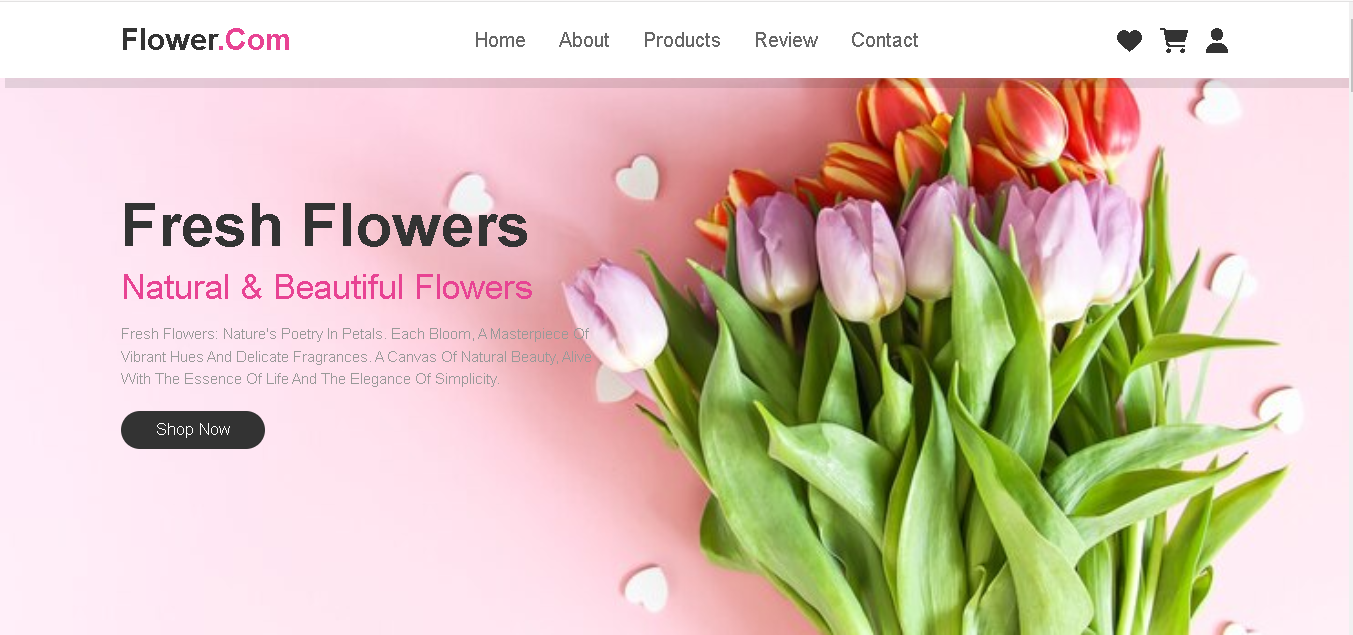 Flower.Com
Home About Products Review Contact
Fresh Flowers
Natural & Beautiful Flowers
Fresh Flowers: Nature's Poetry In Petals. Each Bloom, A Masterpiece Of
Vibrant Hues And Delicate Fragrances. A Canvas Of Natural Beauty, Alive
With The Essence Of Life And The Elegance Of Simplicity.
Shop Now